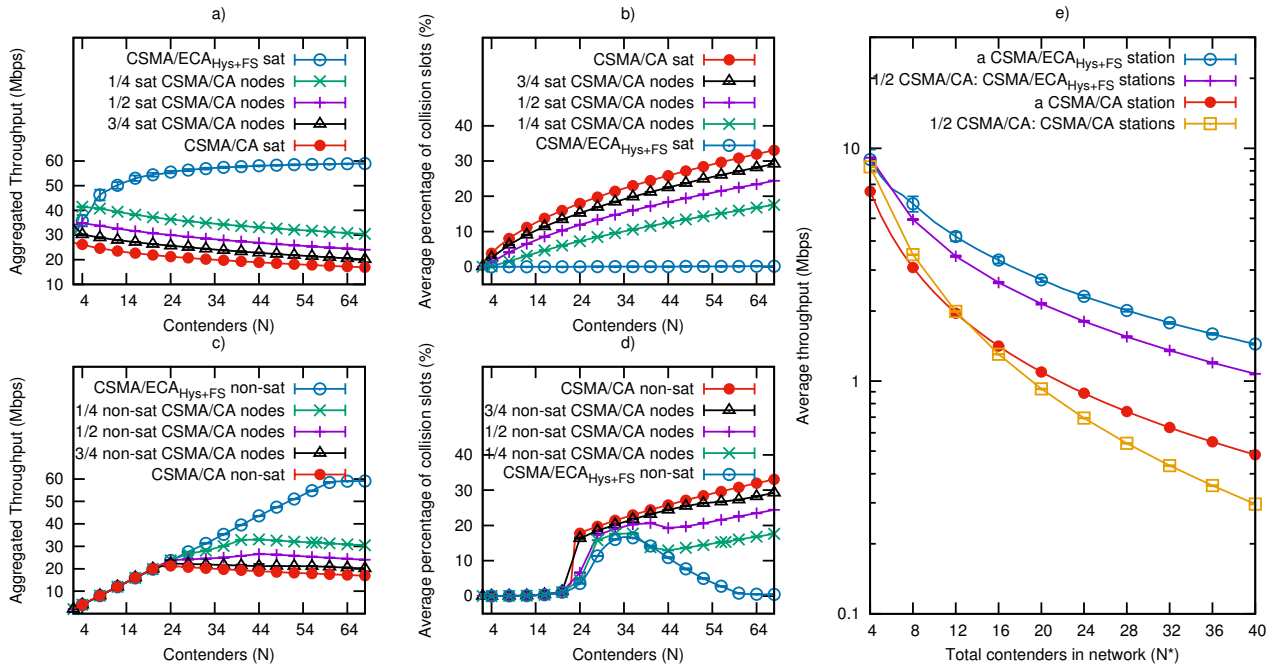 a)
Aggregated Throughput (Mbps)
CSMA/ECA_Hys+FS sat
1/4 sat CSMA/CA nodes
1/2 sat CSMA/CA nodes
3/4 sat CSMA/CA nodes
CSMA/CA sat
60
50
40
30
20
10
4 14 24 34 44 54 64
Contenders (N)
b)
Average percentage of collision slots (%)
CSMA/CA sat
3/4 sat CSMA/CA nodes
1/2 sat CSMA/CA nodes
1/4 sat CSMA/CA nodes
CSMA/ECA_Hys+FS sat
40
30
20
10
0
4 14 24 34 44 54 64
Contenders (N)
c)
Aggregated Throughput (Mbps)
CSMA/ECA_Hys+FS non-sat
1/4 non-sat CSMA/CA nodes
1/2 non-sat CSMA/CA nodes
3/4 non-sat CSMA/CA nodes
CSMA/CA non-sat
60
50
40
30
20
10
4 14 24 34 44 54 64
Contenders (N)
d)
Average percentage of collision slots (%)
CSMA/CA non-sat
3/4 non-sat CSMA/CA nodes
1/2 non-sat CSMA/CA nodes
1/4 non-sat CSMA/CA nodes
CSMA/ECA_Hys+FS non-sat
40
30
20
10
0
4 14 24 34 44 54 64
Contenders (N)
e)
Average throughput (Mbps)
a CSMA/ECA_Hys+FS station
1/2 CSMA/CA: CSMA/ECA_Hys+FS stations
a CSMA/CA station
1/2 CSMA/CA: CSMA/CA stations
10
1
0.1
4 8 12 16 20 24 28 32 36 40
Total contenders in network (N*)